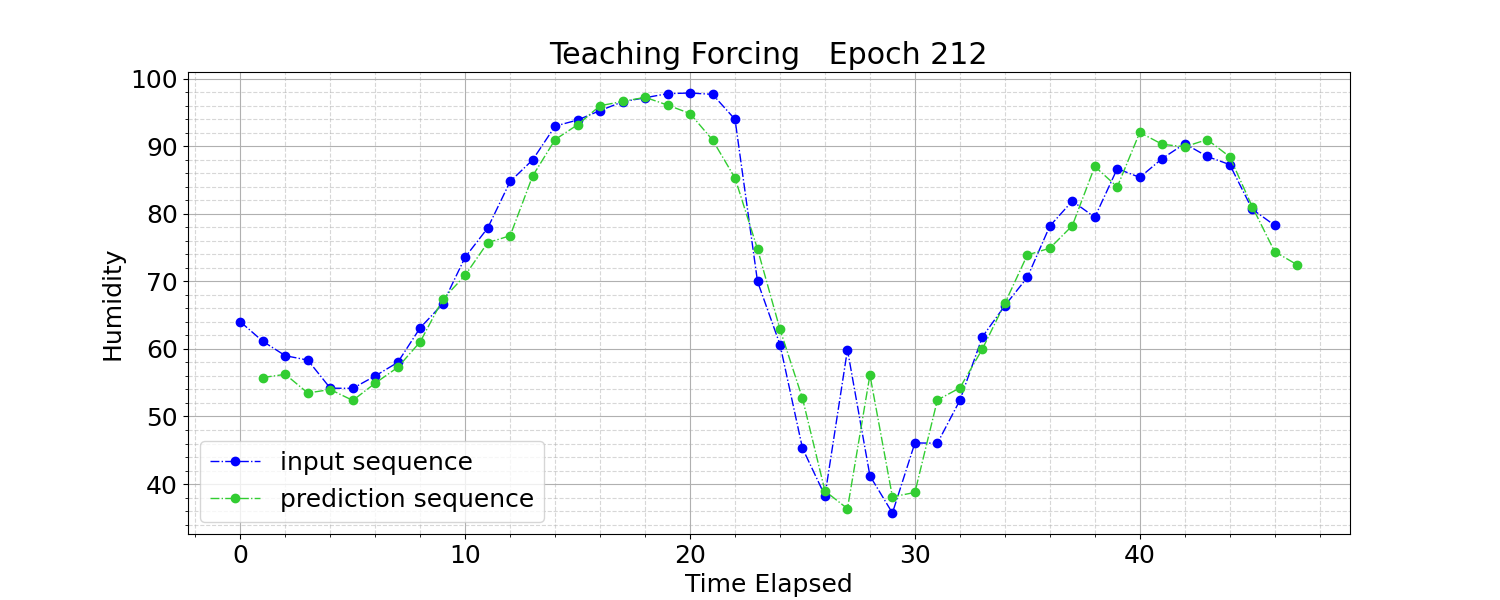 Teaching Forcing   Epoch 212
100
90
80
70
60
50
40
Humidity
input sequence
prediction sequence
0 10 20 30 40
Time Elapsed